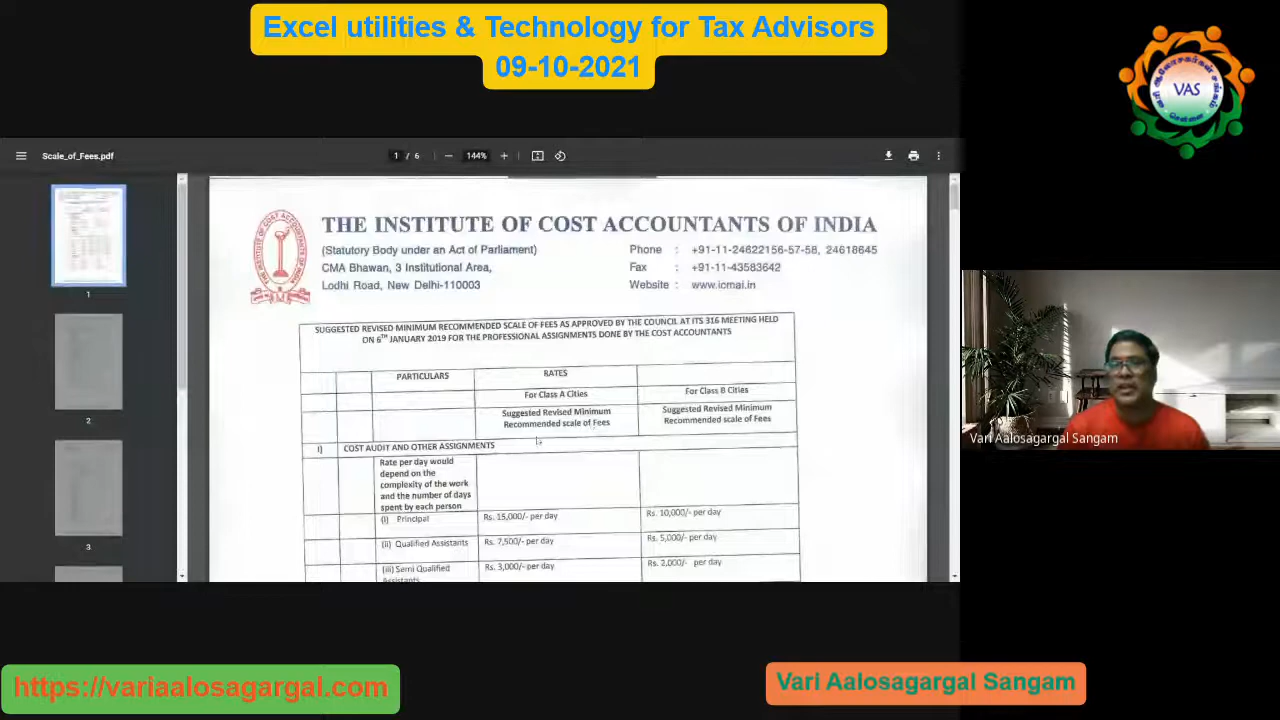 Excel utilities & Technology for Tax Advisors
09-10-2021
VAS
Scale_of_Fees.pdf
1 / 6
144%
THE INSTITUTE OF COST ACCOUNTANTS OF INDIA
(Statutory Body under an Act of Parliament)
Phone : +91-11-24622156-57-58, 24618645
CMA Bhawan, 3 Institutional Area,
Fax : +91-11-43583642
Lodhi Road, New Delhi-110003
Website : www.icmai.in
SUGGESTED REVISED MINIMUM RECOMMENDED SCALE OF FEES AS APPROVED BY THE COUNCIL AT ITS 316 MEETING HELD
ON 6TH JANUARY 2019 FOR THE PROFESSIONAL ASSIGNMENTS DONE BY THE COST ACCOUNTANTS
PARTICULARS
RATES
For Class A Cities
For Class B Cities
Suggested Revised Minimum
Recommended scale of Fees
Suggested Revised Minimum
Recommended scale of Fees
I) COST AUDIT AND OTHER ASSIGNMENTS
Rate per day would
depend on the
complexity of the work
and the number of days
spent by each person
(i) Principal
Rs. 15,000/- per day
Rs. 10,000/- per day
(ii) Qualified Assistants
Rs. 7,500/- per day
Rs. 5,000/- per day
(iii) Semi Qualified
Assistants
Rs. 3,000/- per day
Rs. 2,000/- per day
1
2
3
Vari Aalosagargal Sangam
https://variaalosagargal.com
Vari Aalosagargal Sangam